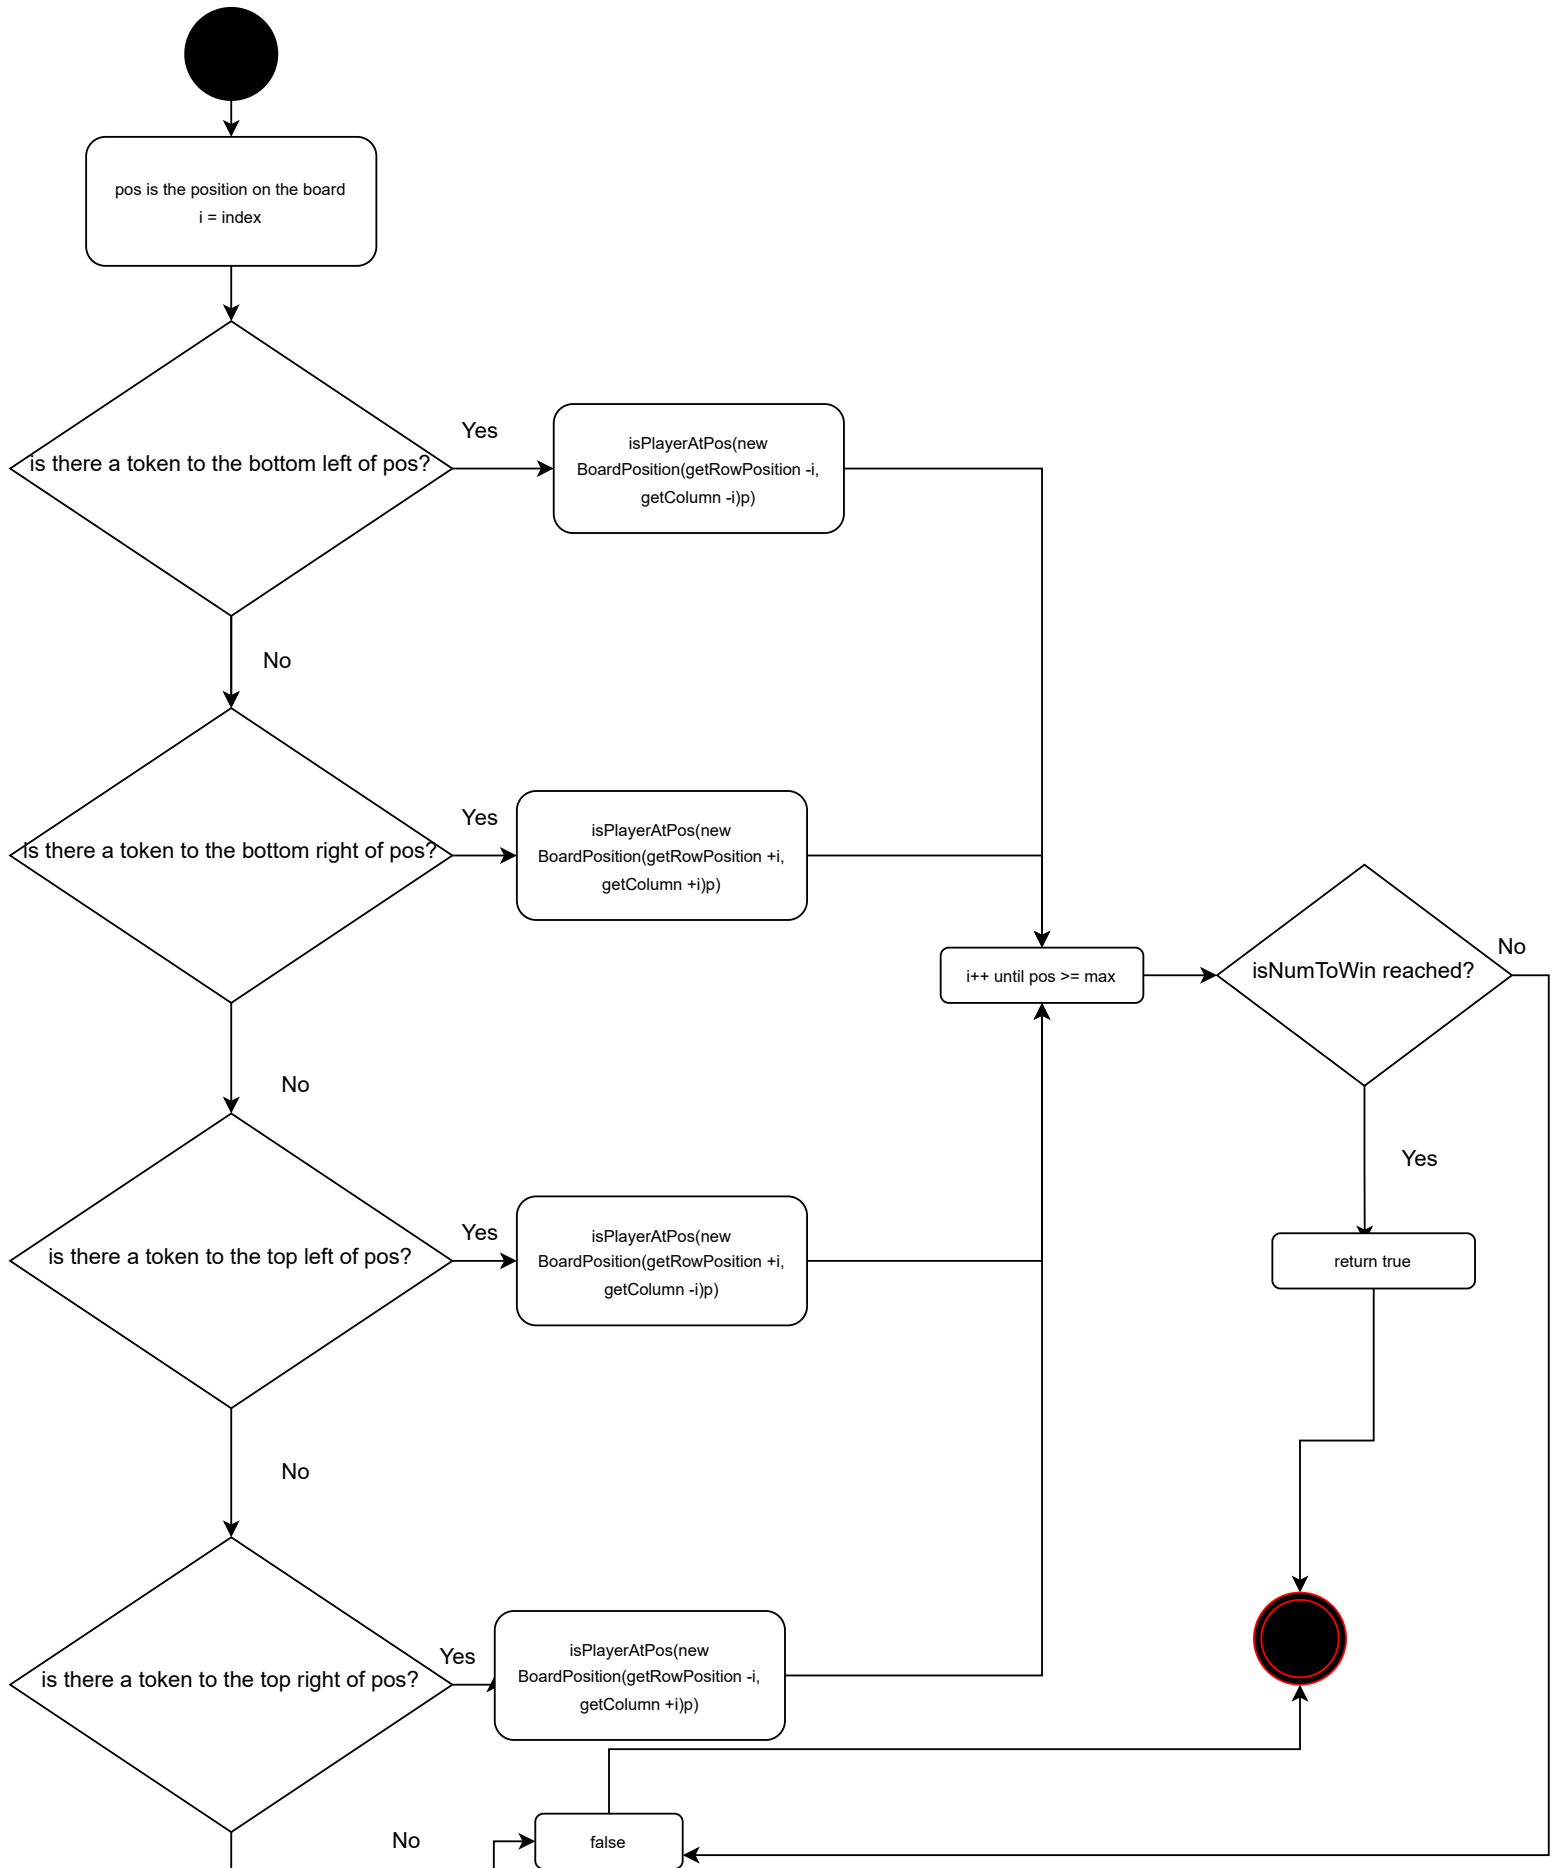 pos is the position on the board
i = index
is there a token to the bottom left of pos?
Yes
isPlayerAtPos(new
BoardPosition(getRowPosition -i,
getColumn -i)p)
No
is there a token to the bottom right of pos?
Yes
isPlayerAtPos(new
BoardPosition(getRowPosition +i,
getColumn +i)p)
i++ until pos >= max
isNumToWin reached?
No
No
Yes
is there a token to the top left of pos?
Yes
isPlayerAtPos(new
BoardPosition(getRowPosition +i,
getColumn -i)p)
return true
No
is there a token to the top right of pos?
Yes
isPlayerAtPos(new
BoardPosition(getRowPosition -i,
getColumn +i)p)
No
false